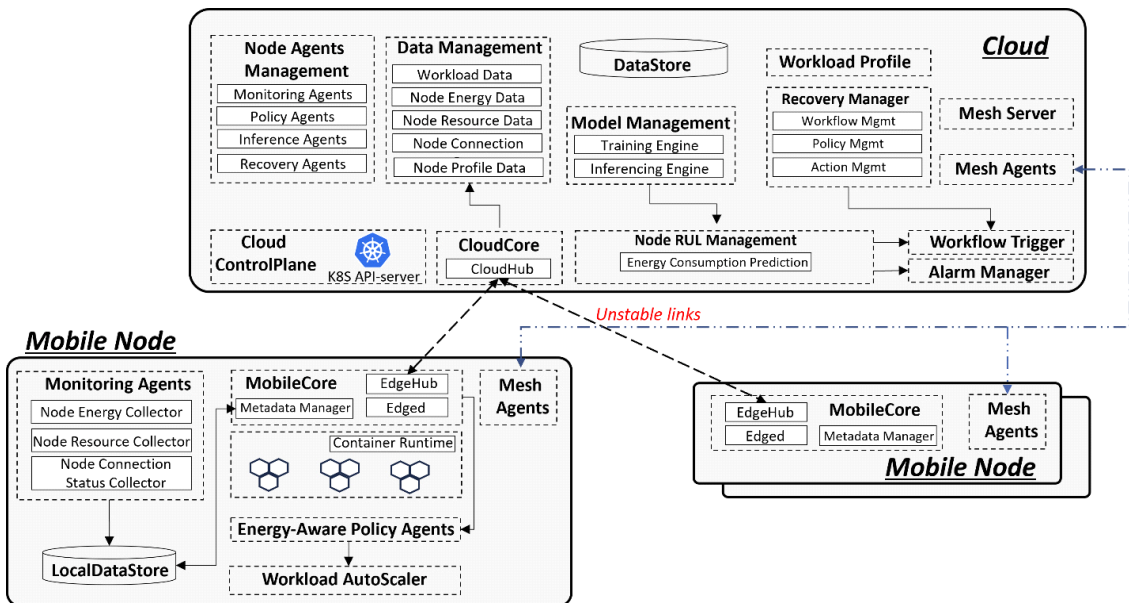 Cloud
Node Agents
Management
Monitoring Agents
Policy Agents
Inference Agents
Recovery Agents
Data Management
Workload Data
Node Energy Data
Node Resource Data
Node Connection
Node Profile Data
DataStore
Model Management
Training Engine
Inferencing Engine
Workload Profile
Recovery Manager
Workflow Mgmt
Policy Mgmt
Action Mgmt
Mesh Server
Mesh Agents
Cloud
ControlPlane
K8S API-server
CloudCore
CloudHub
Node RUL Management
Energy Consumption Prediction
Workflow Trigger
Alarm Manager
Unstable links
Mobile Node
Monitoring Agents
Node Energy Collector
Node Resource Collector
Node Connection
Status Collector
LocalDataStore
MobileCore
EdgeHub
Metadata Manager
Edged
Container Runtime
Energy-Aware Policy Agents
Workload AutoScaler
Mesh
Agents
EdgeHub
Edged
MobileCore
Metadata Manager
Mesh
Agents
Mobile Node